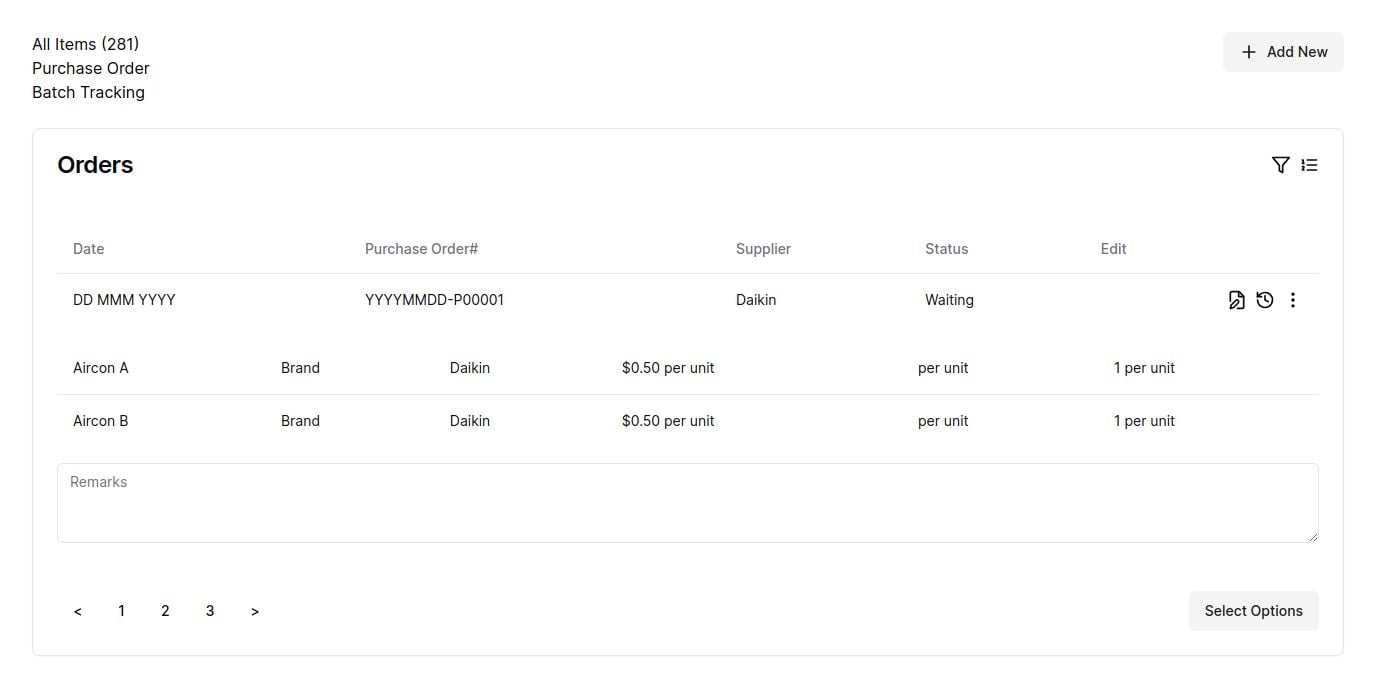 All Items (281)
Purchase Order
Batch Tracking
Add New
Orders
Date Purchase Order# Supplier Status Edit
DD MMM YYYY YYYYMMDD-P00001 Daikin Waiting
Aircon A Brand Daikin $0.50 per unit per unit 1 per unit
Aircon B Brand Daikin $0.50 per unit per unit 1 per unit
Remarks
< 1 2 3 > Select Options